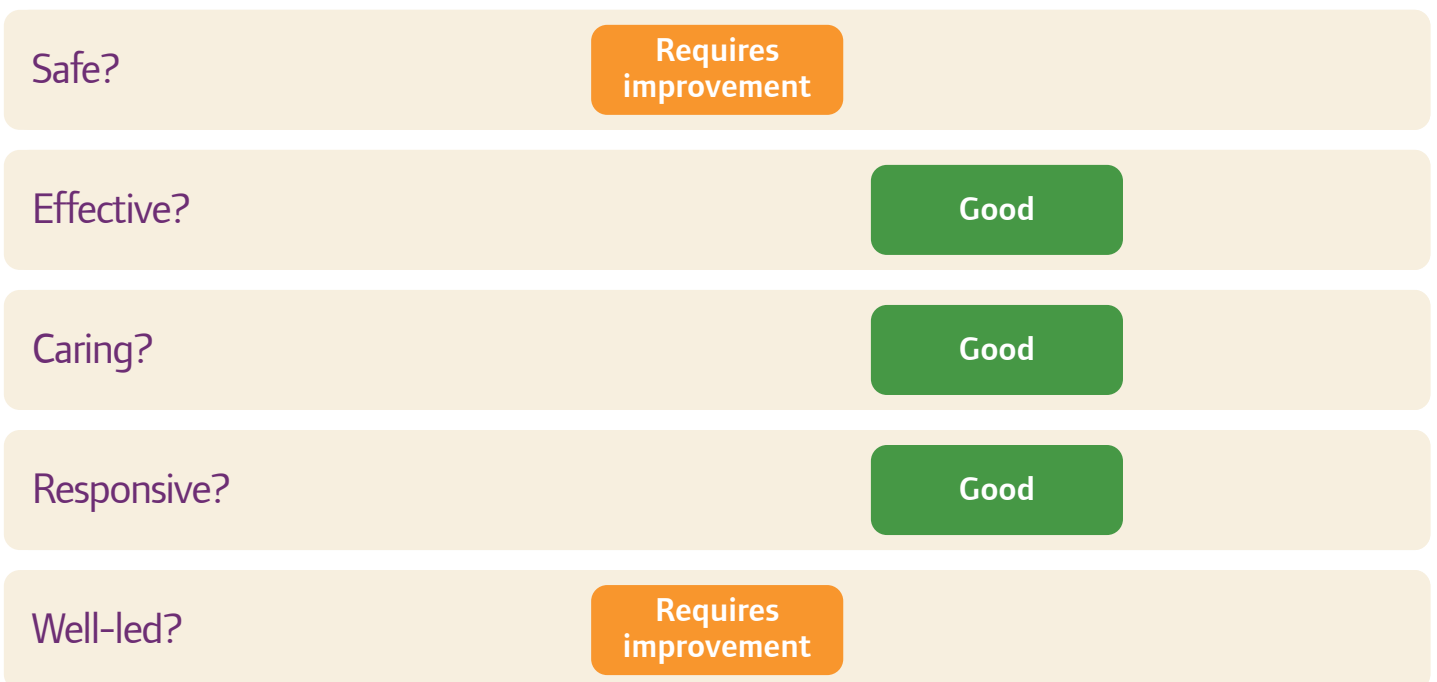 Safe?
Requires
improvement
Effective?
Good
Caring?
Good
Responsive?
Good
Well-led?
Requires
improvement